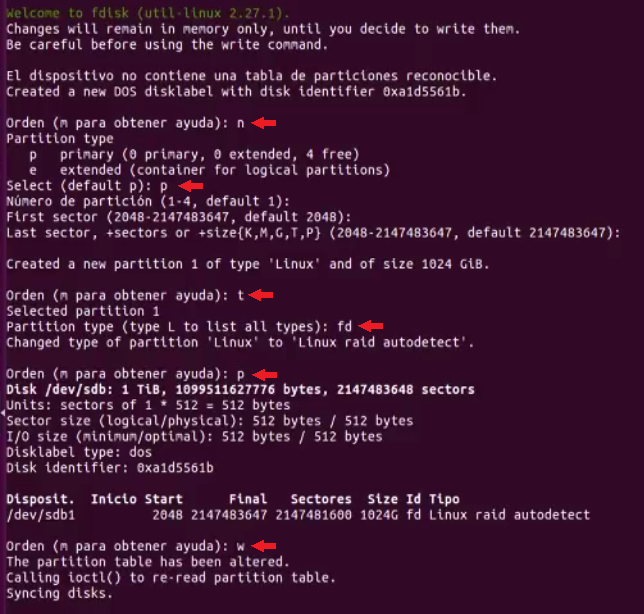 Welcome to fdisk (util-linux 2.27.1).
Changes will remain in memory only, until you decide to write them.
Be careful before using the write command.

El dispositivo no contiene una tabla de particiones reconocible.
Created a new DOS disklabel with disk identifier 0xa1d5561b.

Orden (m para obtener ayuda): n
Partition type
   p   primary (0 primary, 0 extended, 4 free)
   e   extended (container for logical partitions)
Select (default p): p
Número de partición (1-4, default 1):
First sector (2048-2147483647, default 2048):
Last sector, +sectors or +size{K,M,G,T,P} (2048-2147483647, default 2147483647):

Created a new partition 1 of type 'Linux' and of size 1024 GiB.

Orden (m para obtener ayuda): t
Selected partition 1
Partition type (type L to list all types): fd
Changed type of partition 'Linux' to 'Linux raid autodetect'.

Orden (m para obtener ayuda): p
Disk /dev/sdb: 1 TiB, 1099511627776 bytes, 2147483648 sectors
Units: sectors of 1 * 512 = 512 bytes
Sector size (logical/physical): 512 bytes / 512 bytes
I/O size (minimum/optimal): 512 bytes / 512 bytes
Disklabel type: dos
Disk identifier: 0xa1d5561b

Disposit.  Inicio Start      Final   Sectores  Size Id Tipo
/dev/sdb1          2048 2147483647 2147481600 1024G fd Linux raid autodetect

Orden (m para obtener ayuda): w
The partition table has been altered.
Calling ioctl() to re-read partition table.
Syncing disks.